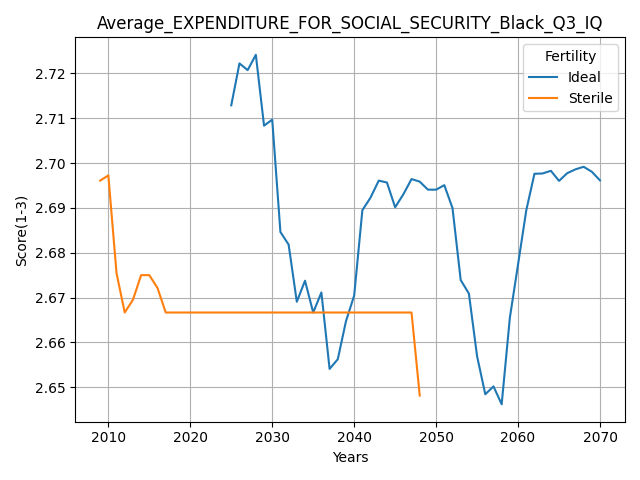 Average_EXPENDITURE_FOR_SOCIAL_SECURITY_Black_Q3_IQ
Fertility
Ideal
Sterile
Score(1-3)
2.72
2.71
2.70
2.69
2.68
2.67
2.66
2.65
2010 2020 2030 2040 2050 2060 2070
Years